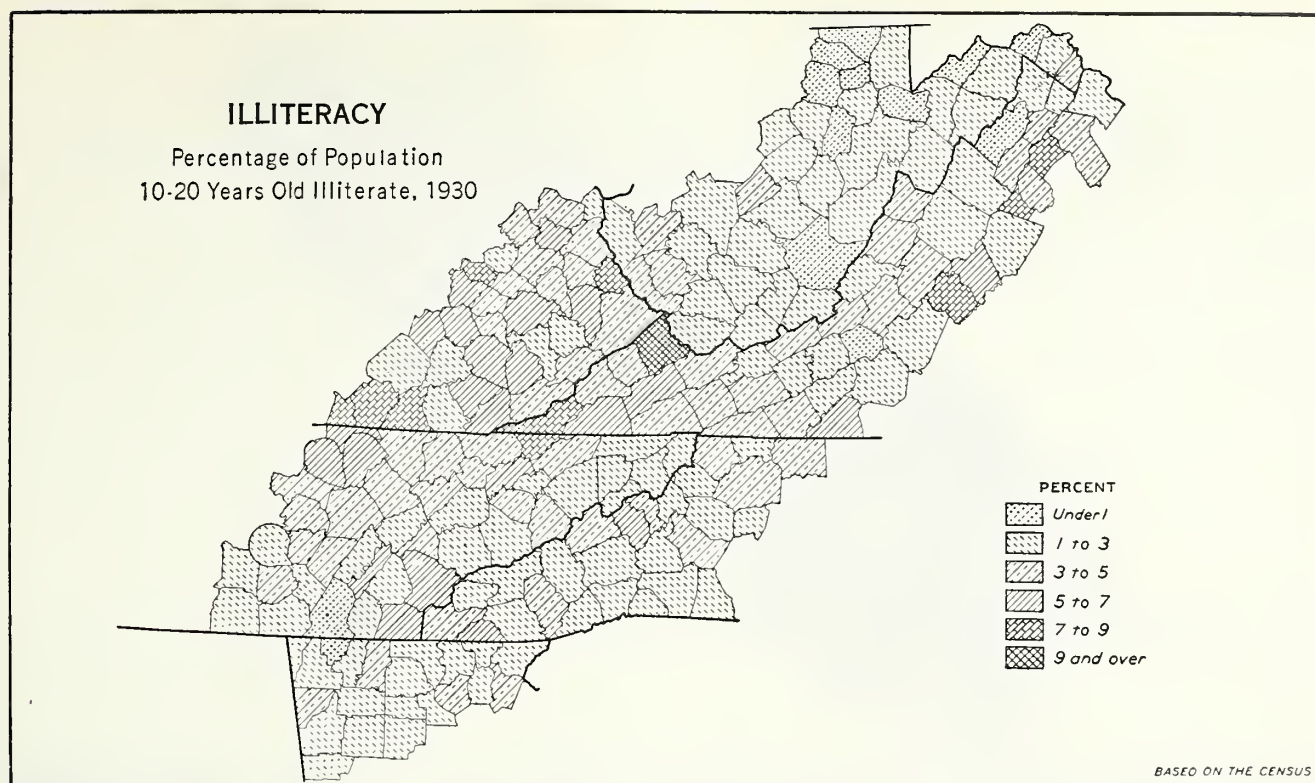 ILLITERACY
Percentage of Population
10-20 Years Old Illiterate, 1930
PERCENT
Under 1
1 to 3
3 to 5
5 to 7
7 to 9
9 and over
BASED ON THE CENSUS